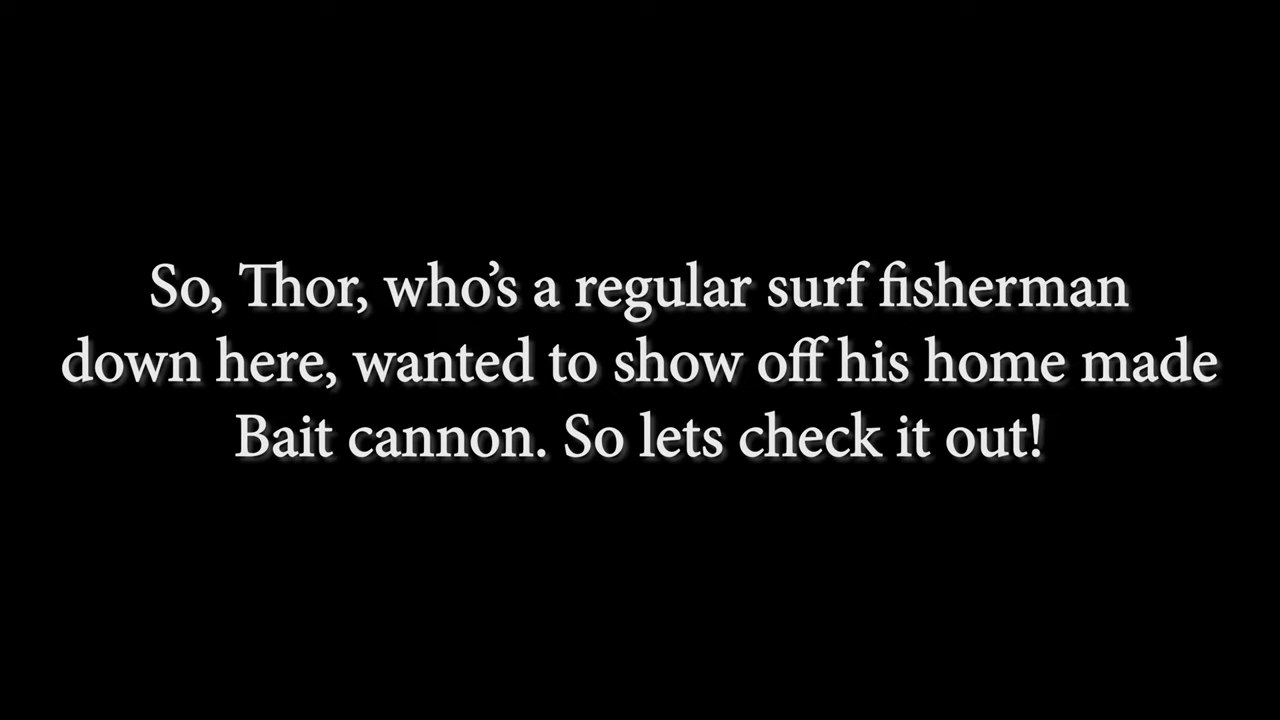 So, Thor, who’s a regular surf fisherman
down here, wanted to show off his home made
Bait cannon. So lets check it out!